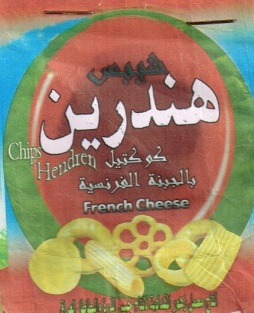 شيبس
هندرين
Chips
Hendren
كوكتيل
بالجبنة الفرنسية
French Cheese